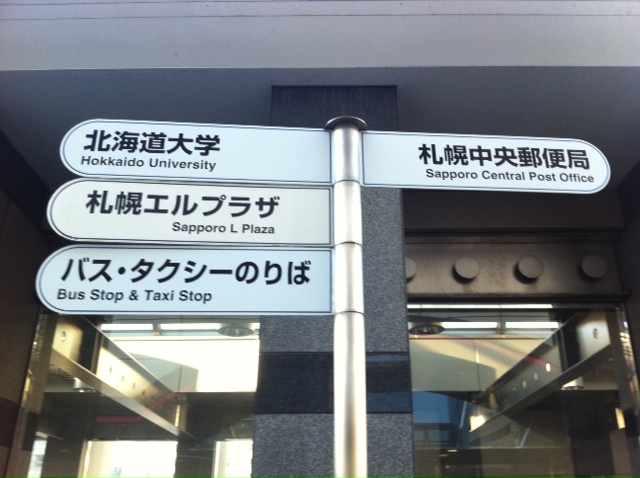 北海道大学
Hokkaido University
札幌エルプラザ
Sapporo L Plaza
バス・タクシーのりば
Bus Stop & Taxi Stop
札幌中央郵便局
Sapporo Central Post Office